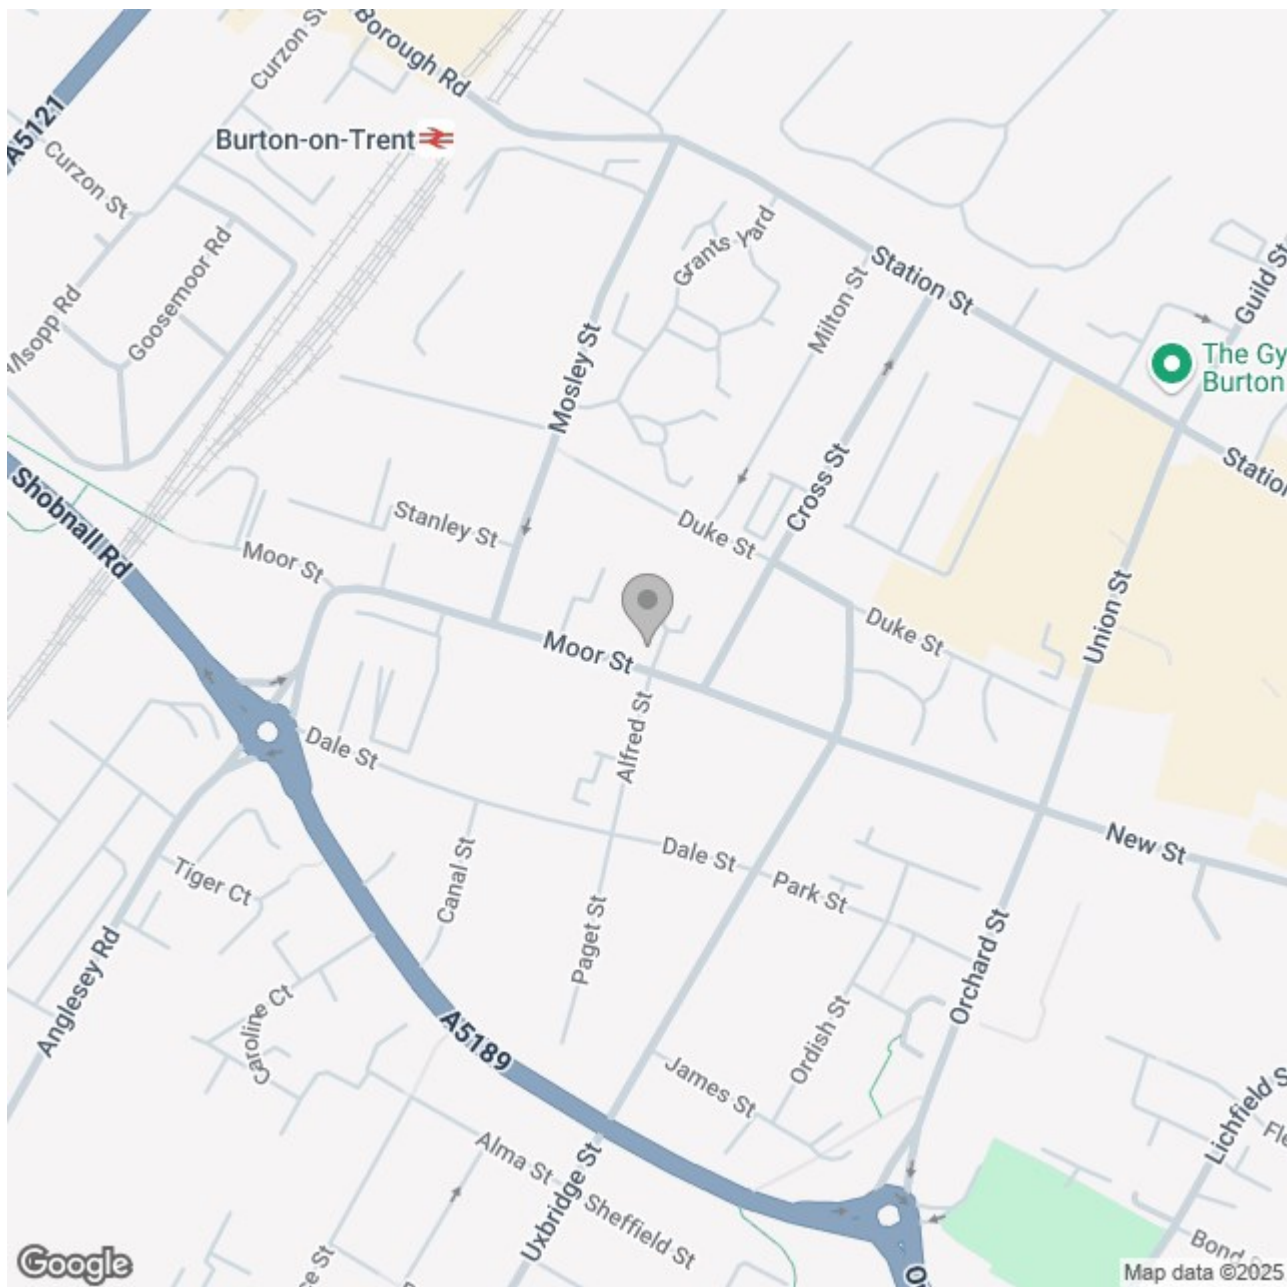 Curzon St
Borough Rd
A5121
Burton-on-Trent
Curzon St
Goosemoor Rd
Grants Yard
Station St
Guild St
Milton St
The Gy
Burton
Mosley St
Cross St
Station
Shobnall Rd
Stanley St
Duke St
Moor St
Duke St
Union St
Moor St
Alfred St
Dale St
New St
Dale St
Park St
Canal St
Tiger Ct
Paget St
Orchard St
Anglesey Rd
Caroline Ct
Ordish St
A5189
James St
Lichfield S
Fle
Alma St
Uxbridge St
Sheffield St
Bond
Google
Map data ©2025